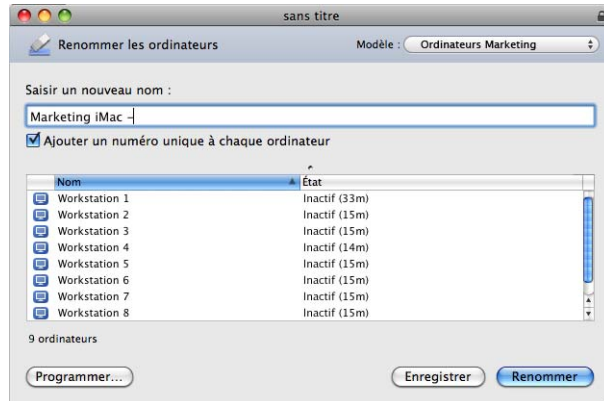 sans titre
Renommer les ordinateurs Modèle : Ordinateurs Marketing
Saisir un nouveau nom :
Marketing iMac –
Ajouter un numéro unique à chaque ordinateur
Nom État
Workstation 1 Inactif (33m)
Workstation 2 Inactif (15m)
Workstation 3 Inactif (15m)
Workstation 4 Inactif (14m)
Workstation 5 Inactif (15m)
Workstation 6 Inactif (15m)
Workstation 7 Inactif (15m)
Workstation 8 Inactif (15m)
9 ordinateurs
Programmer... Enregistrer Renommer